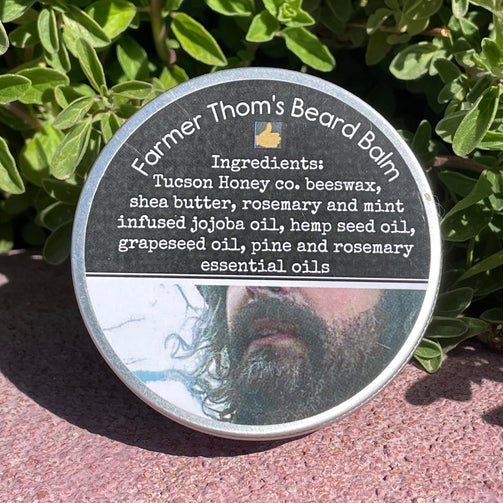 Farmer Thom's Beard Balm
Ingredients:
Tucson Honey co. beeswax,
shea butter, rosemary and mint
infused jojoba oil, hemp seed oil,
grapeseed oil, pine and rosemary
essential oils